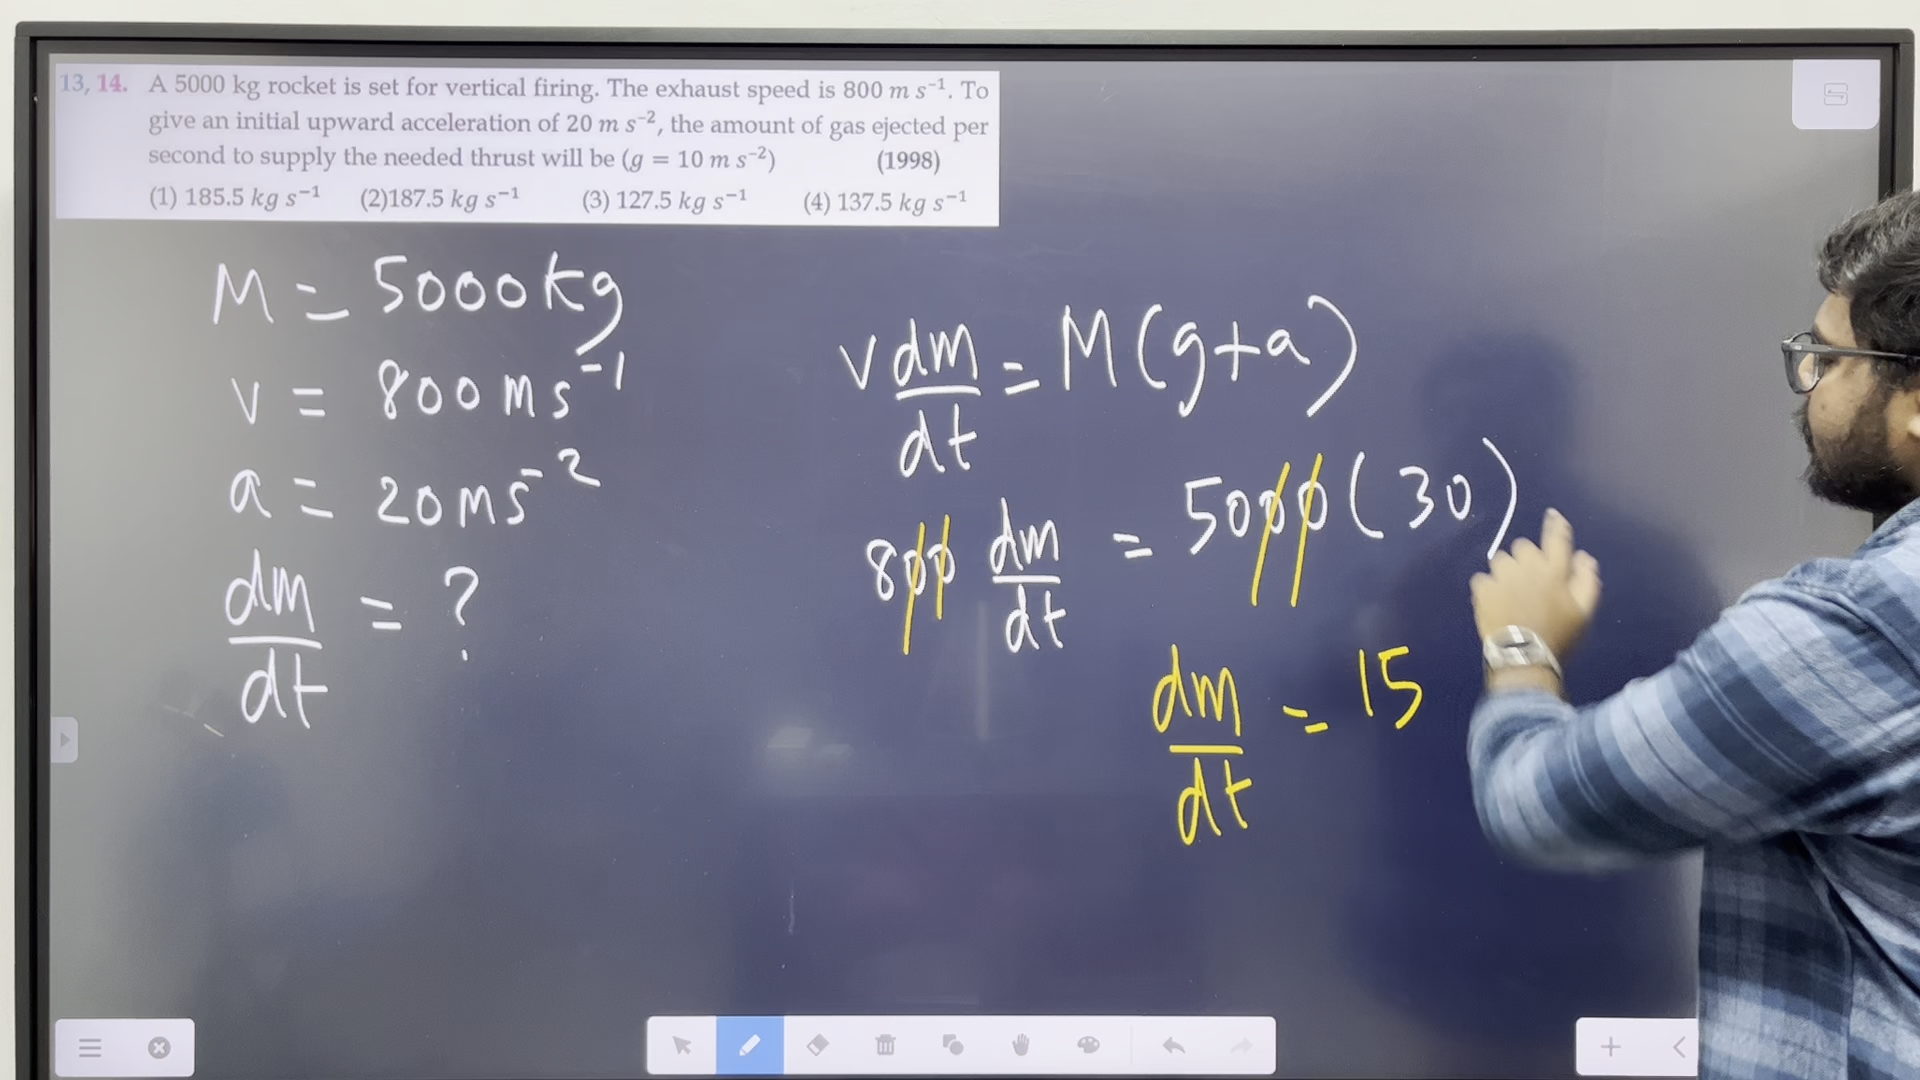 13, 14. A 5000 kg rocket is set for vertical firing. The exhaust speed is 800 m s⁻¹. To
give an initial upward acceleration of 20 m s⁻², the amount of gas ejected per
second to supply the needed thrust will be (g = 10 m s⁻²) (1998)
(1) 185.5 kg s⁻¹ (2)187.5 kg s⁻¹ (3) 127.5 kg s⁻¹ (4) 137.5 kg s⁻¹
M = 5000kg
v = 800 m s⁻¹
a = 20 m s⁻²
dm/dt = ?
v dm/dt = M(g+a)
800 dm/dt = 5000(30)
dm/dt = 15